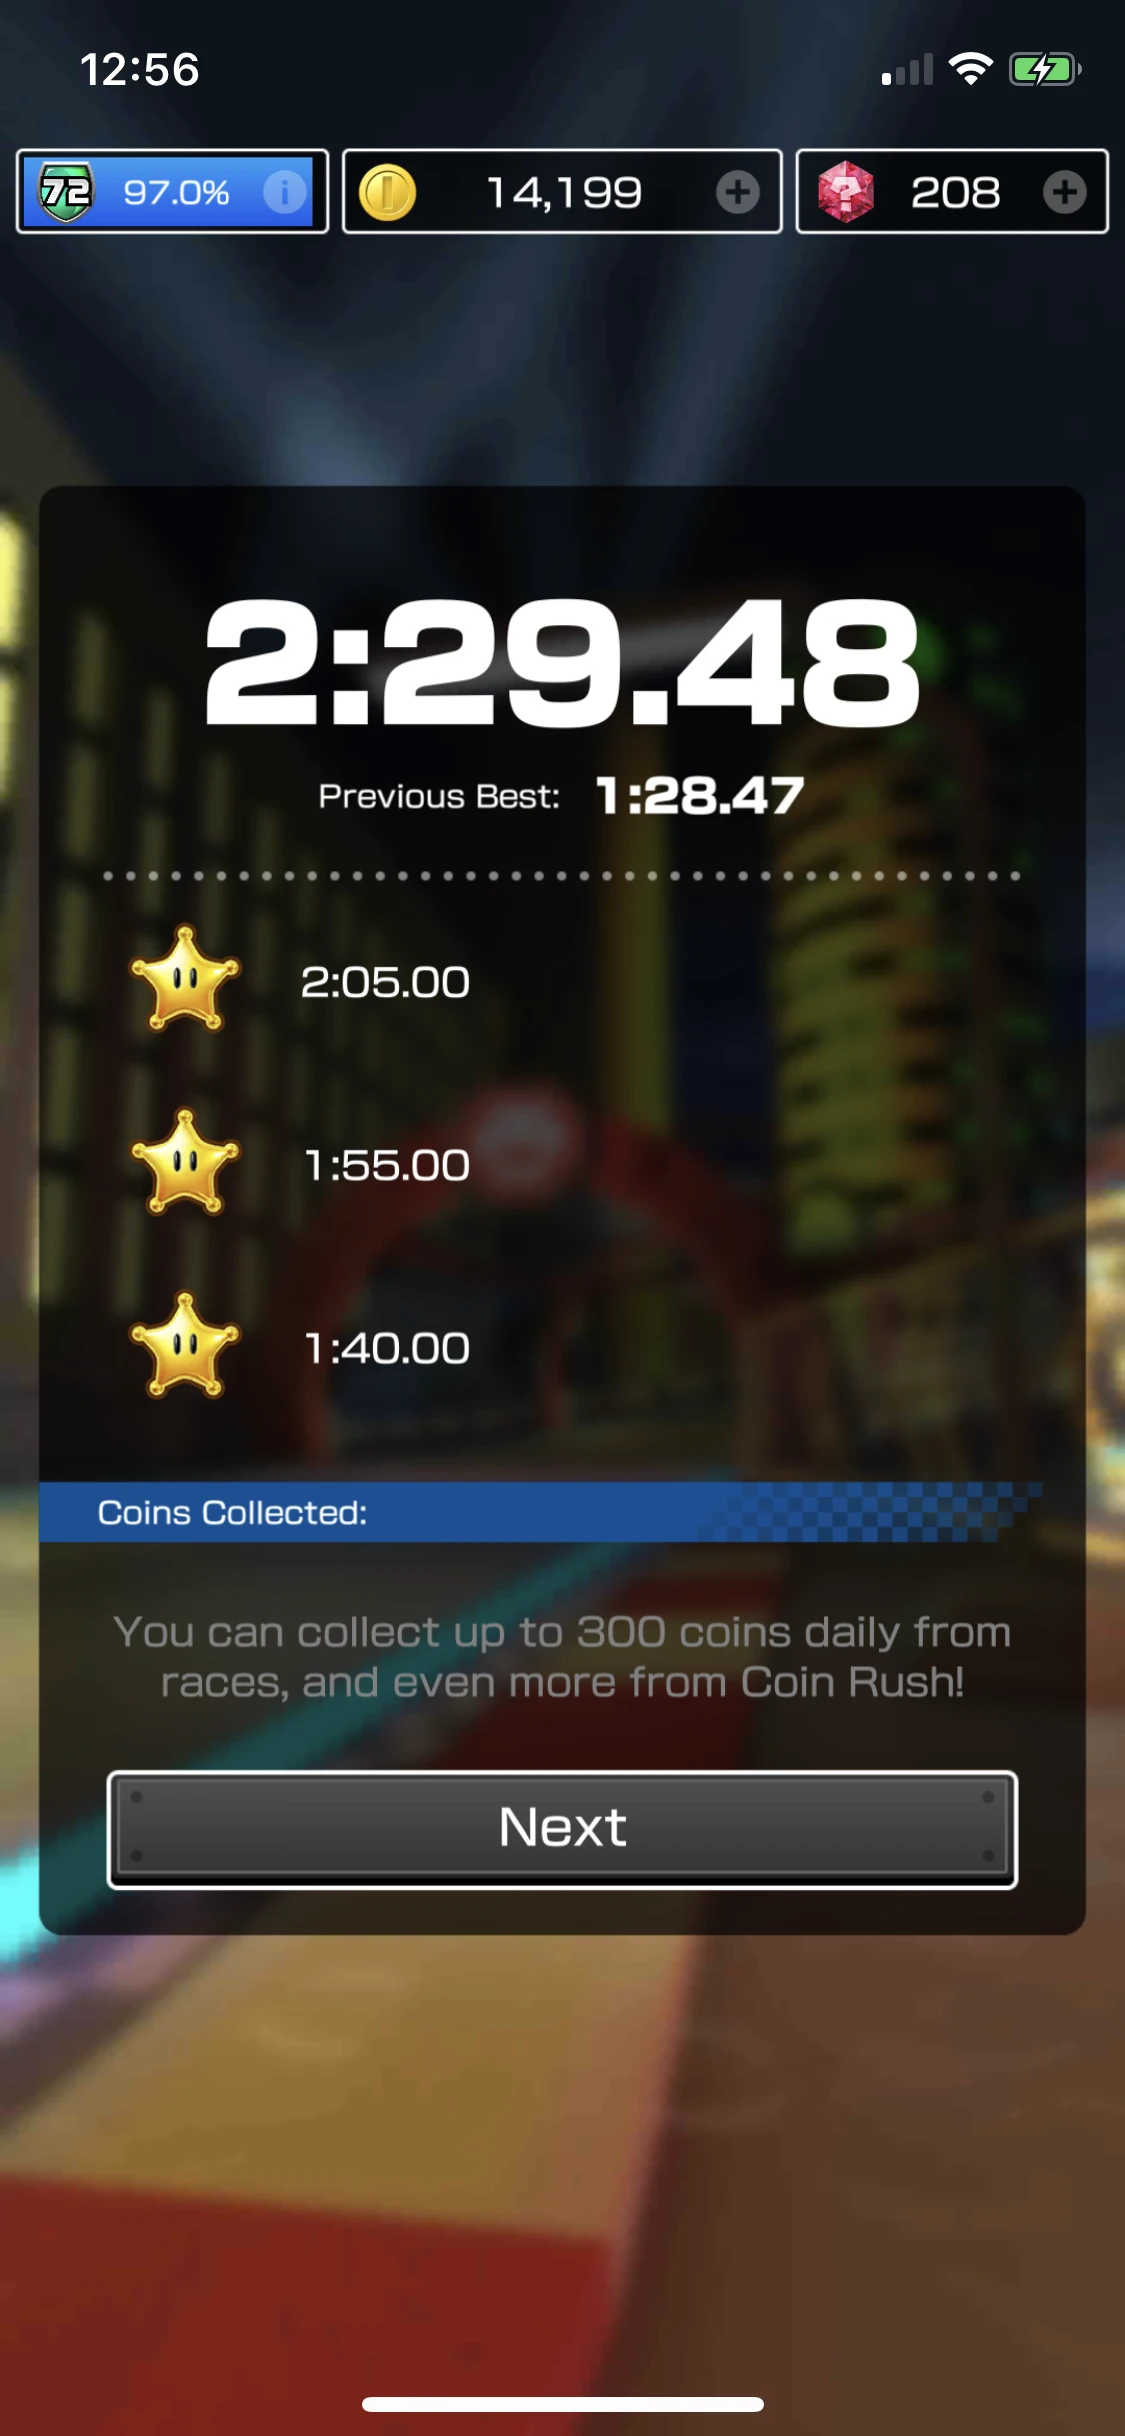 12:56
72 97.0% i 14,199 + ? 208 +
2:29.48
Previous Best: 1:28.47
2:05.00
1:55.00
1:40.00
Coins Collected:
You can collect up to 300 coins daily from
races, and even more from Coin Rush!
Next